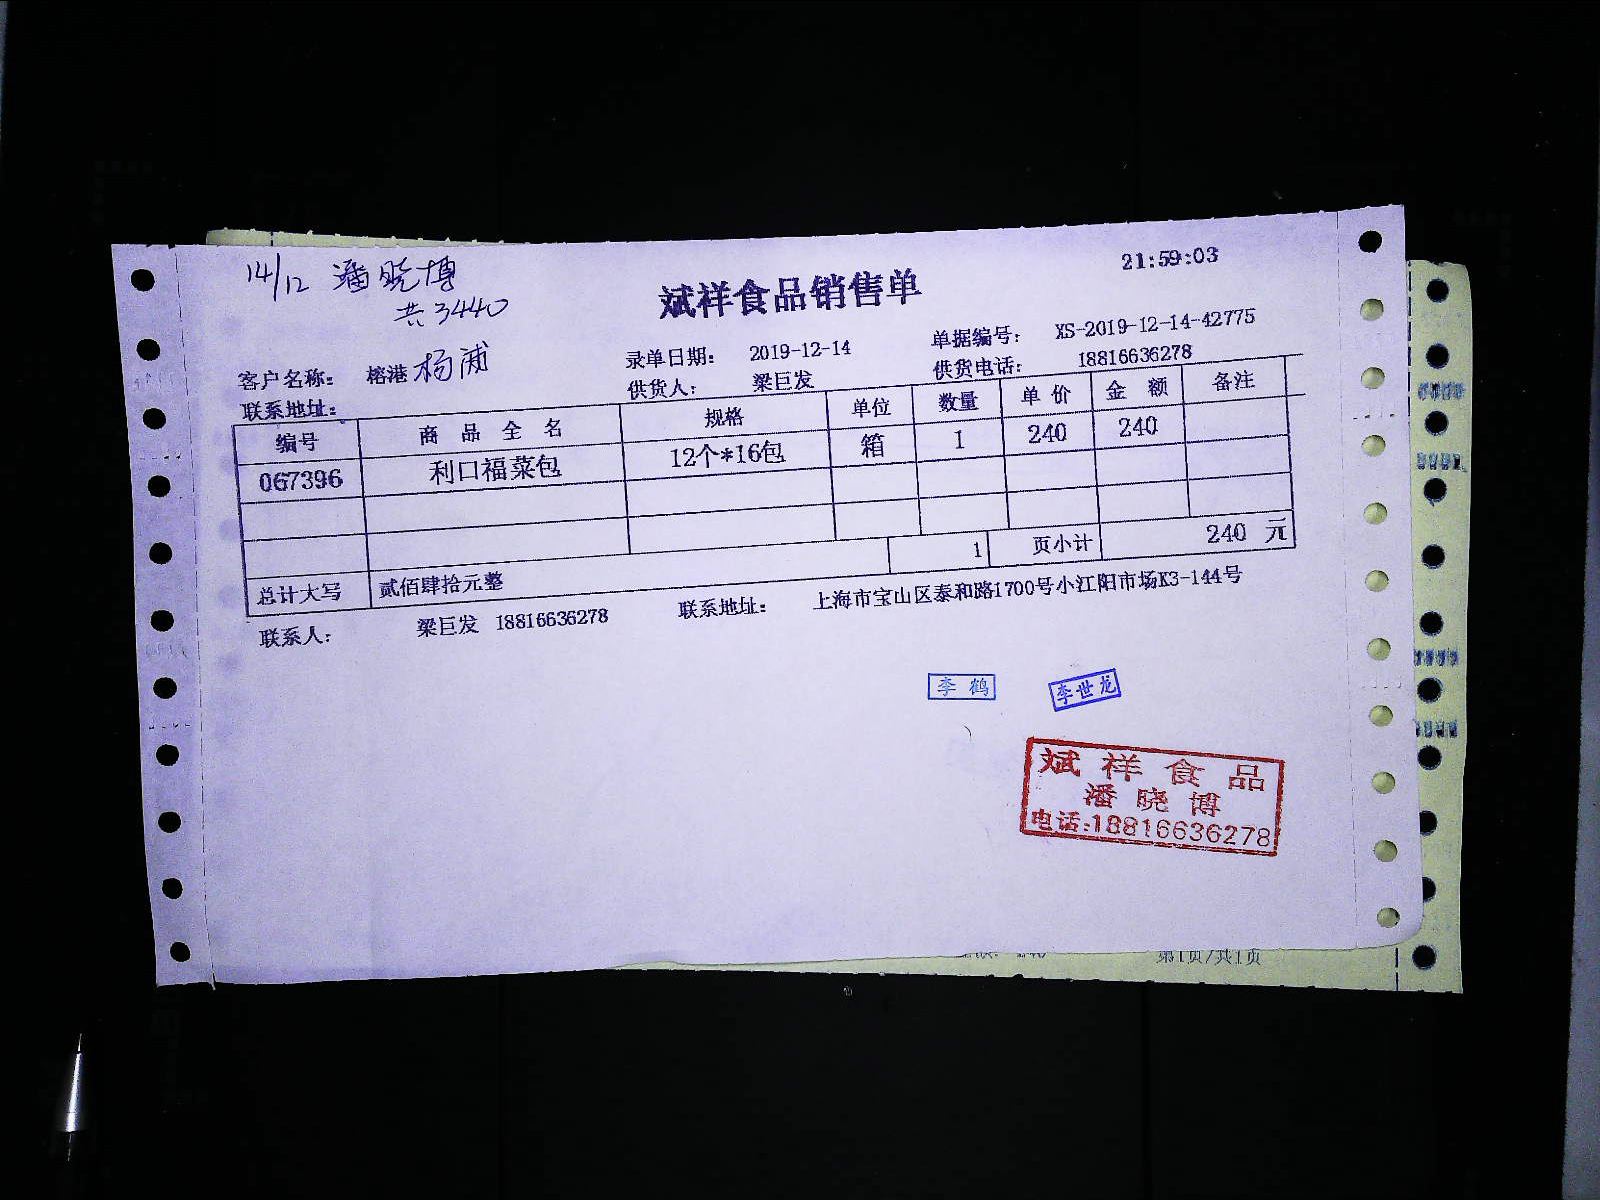 14/12 潘晓博
共3440
21:59:03
斌祥食品销售单
客户名称： 榕港 杨浦 录单日期： 2019-12-14 单据编号： XS-2019-12-14-42775
联系地址： 供货人： 梁巨发 供货电话： 18816636278
编号 商品全名 规格 单位 数量 单价 金额 备注
067396 利口福菜包 12个*16包 箱 1 240 240
1 页小计 240 元
总计大写 贰佰肆拾元整
联系人： 梁巨发 18816636278 联系地址： 上海市宝山区泰和路1700号小江阳市场K3-144号
李鹤 李世龙
斌祥食品
潘晓博
电话:18816636278
第1页/共1页